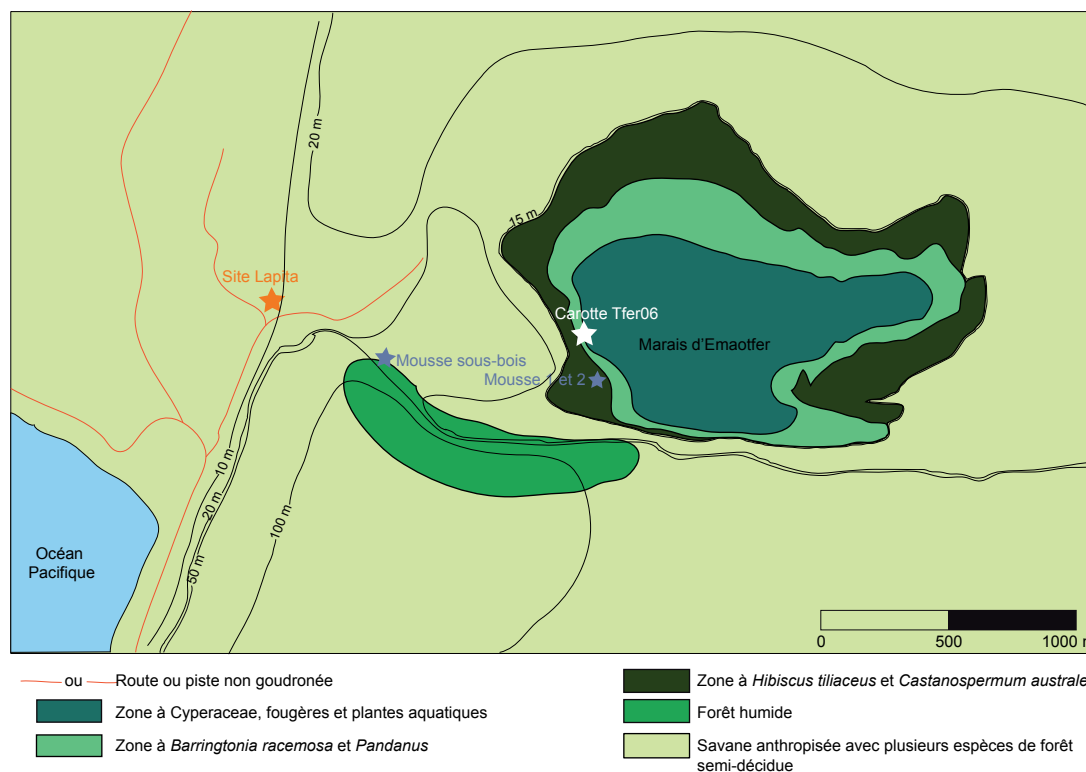 20 m
15 m
Site Lapita
Carotte Tfer06
Marais d'Emaotfer
Mousse sous-bois
Mousse 1 et 2
10 m
20 m
50 m
100 m
Océan
Pacifique
0 500 1000 m
ou Route ou piste non goudronée
Zone à Cyperaceae, fougères et plantes aquatiques
Zone à Barringtonia racemosa et Pandanus
Zone à Hibiscus tiliaceus et Castanospermum australe
Forêt humide
Savane anthropisée avec plusieurs espèces de forêt
semi-décidue